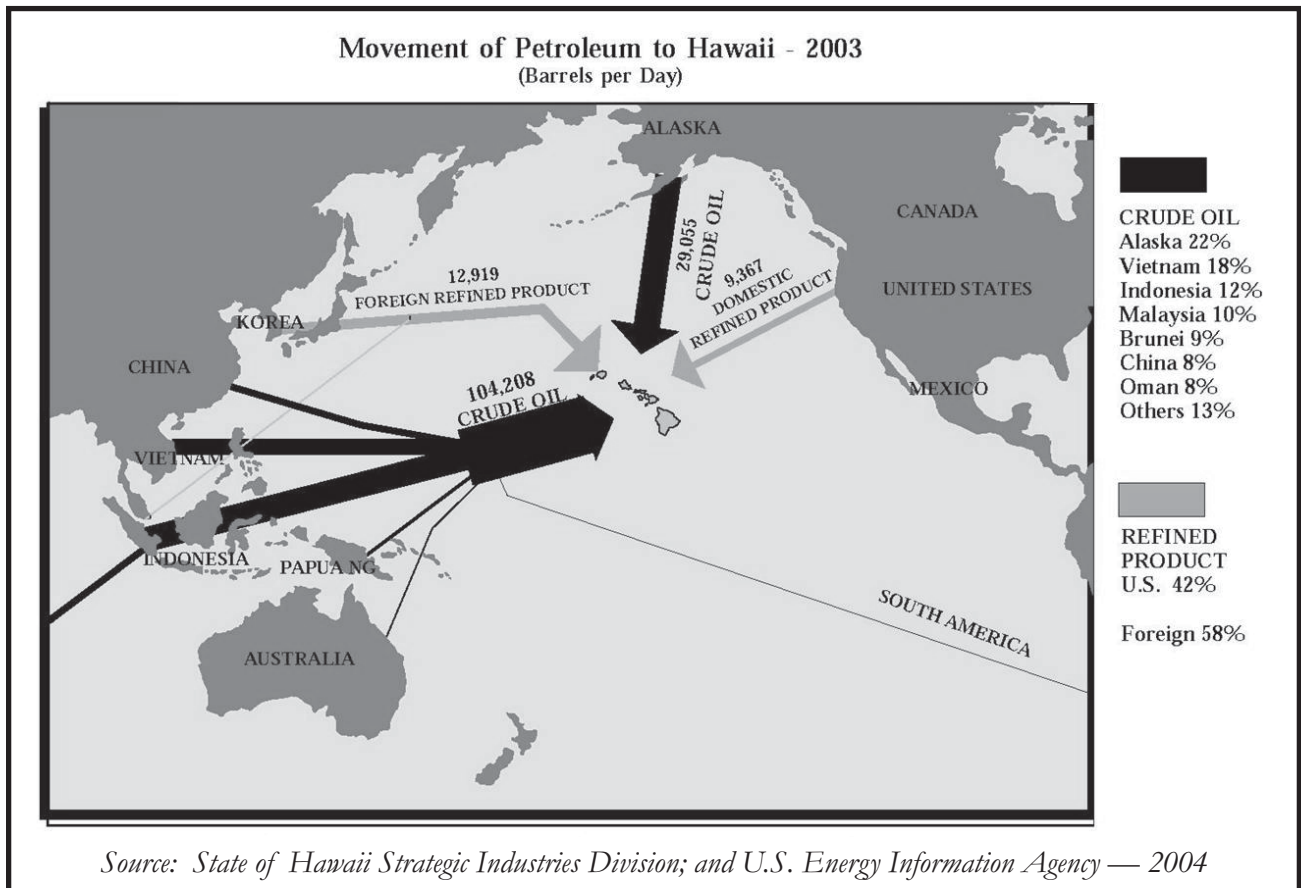 Movement of Petroleum to Hawaii - 2003
(Barrels per Day)
ALASKA
CANADA
29,055
CRUDE OIL
12,919
FOREIGN REFINED PRODUCT
9,367
DOMESTIC
REFINED PRODUCT
UNITED STATES
KOREA
CHINA
MEXICO
104,208
CRUDE OIL
VIETNAM
INDONESIA
PAPUA NG
SOUTH AMERICA
AUSTRALIA
CRUDE OIL
Alaska 22%
Vietnam 18%
Indonesia 12%
Malaysia 10%
Brunei 9%
China 8%
Oman 8%
Others 13%
REFINED
PRODUCT
U.S. 42%
Foreign 58%
Source: State of Hawaii Strategic Industries Division; and U.S. Energy Information Agency — 2004